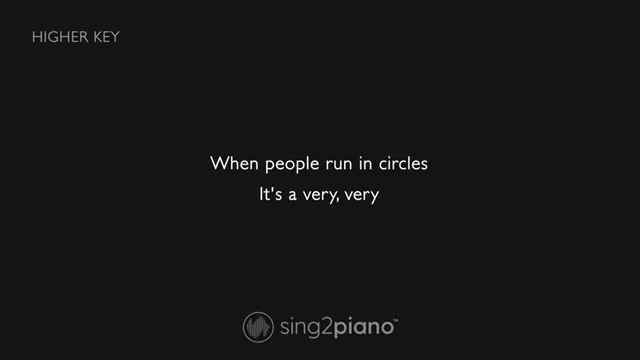 HIGHER KEY
When people run in circles
It's a very, very
sing2piano™